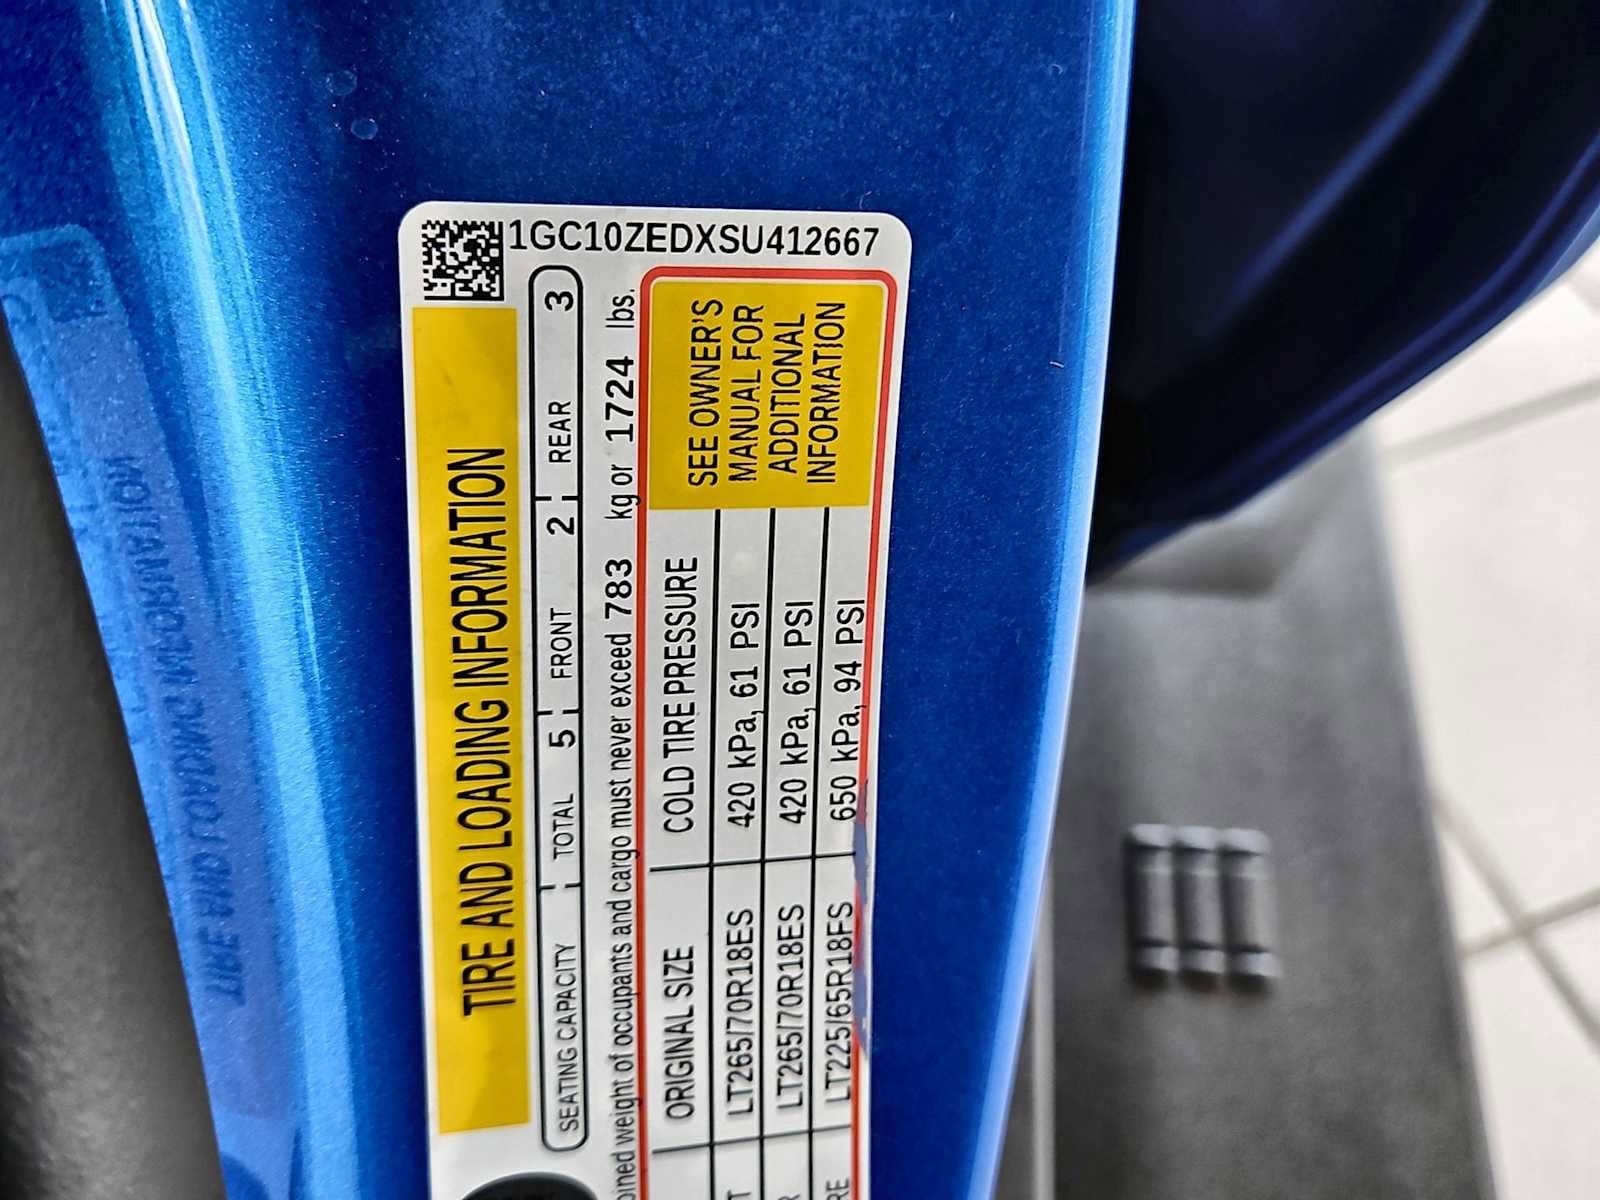 1GC10ZEDXSU412667
TIRE AND LOADING INFORMATION
SEATING CAPACITY TOTAL 5 FRONT 2 REAR 3
weight of occupants and cargo must never exceed 783 kg or 1724 lbs.
ORIGINAL SIZE COLD TIRE PRESSURE
LT265/70R18ES 420 kPa, 61 PSI
LT265/70R18ES 420 kPa, 61 PSI
LT225/65R18FS 650 kPa, 94 PSI
SEE OWNER'S
MANUAL FOR
ADDITIONAL
INFORMATION